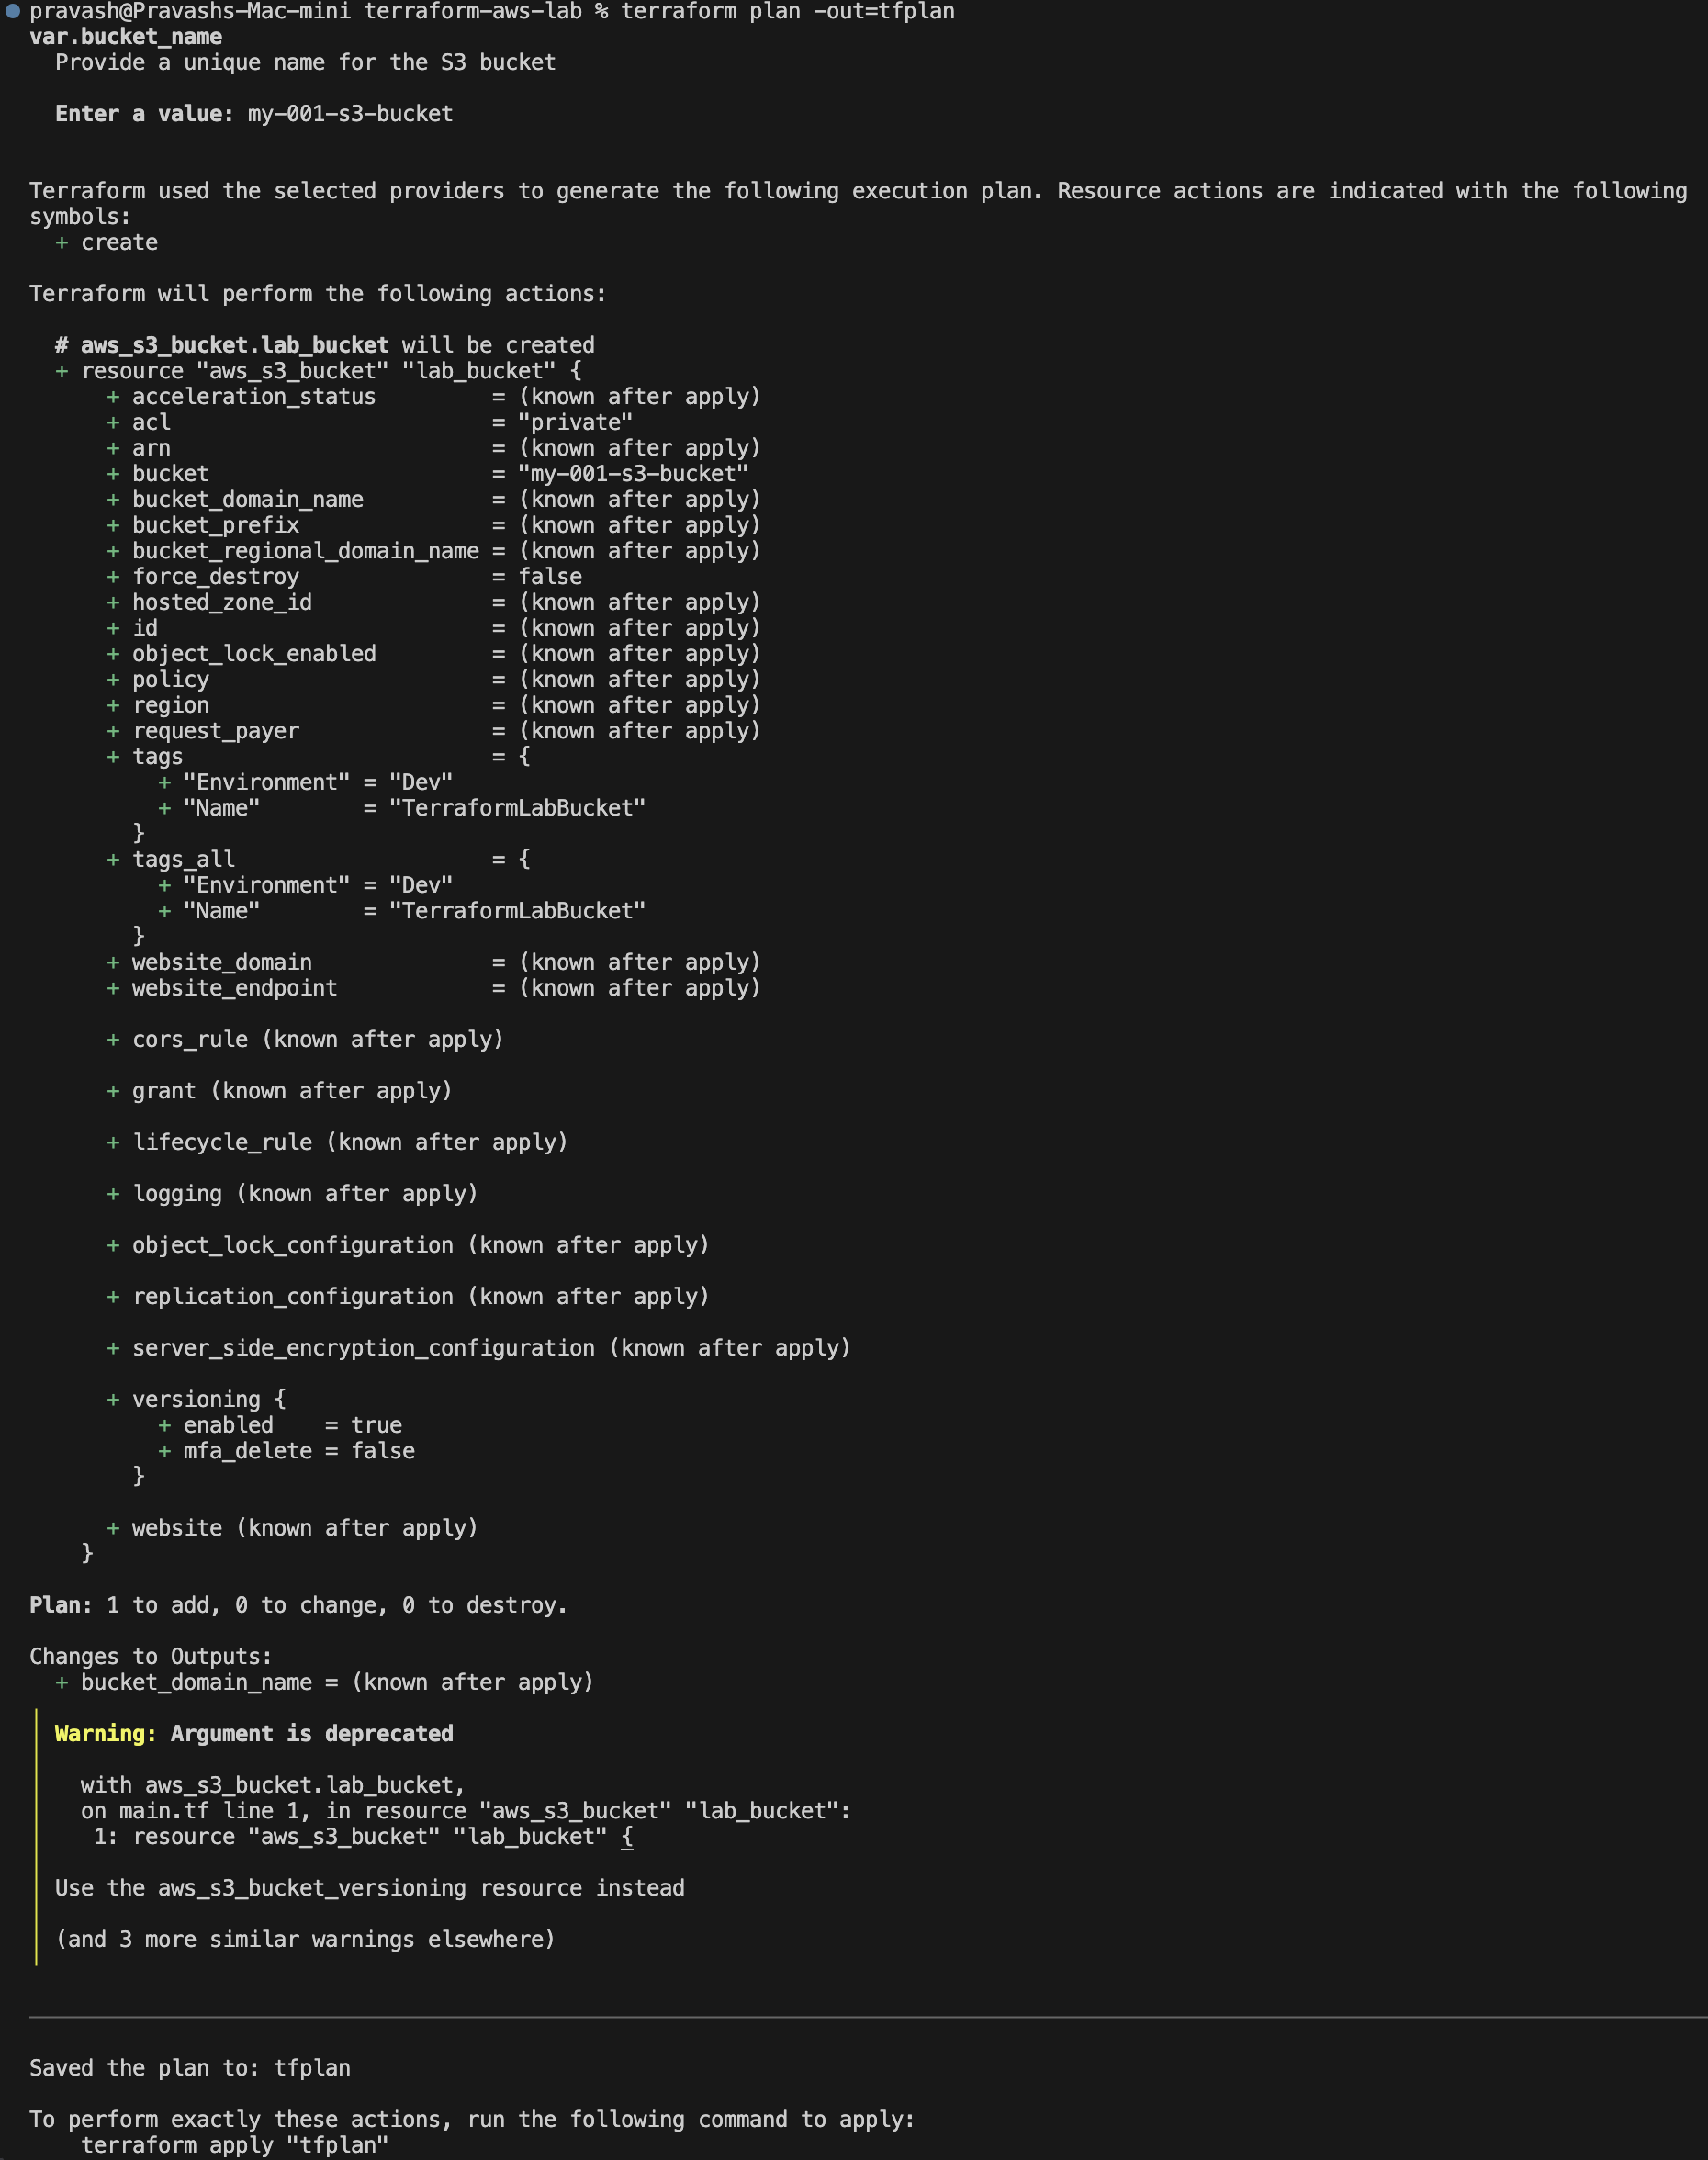 pravash@Pravashs-Mac-mini terraform-aws-lab % terraform plan -out=tfplan
var.bucket_name
  Provide a unique name for the S3 bucket

  Enter a value: my-001-s3-bucket


Terraform used the selected providers to generate the following execution plan. Resource actions are indicated with the following
symbols:
  + create

Terraform will perform the following actions:

  # aws_s3_bucket.lab_bucket will be created
  + resource "aws_s3_bucket" "lab_bucket" {
      + acceleration_status         = (known after apply)
      + acl                         = "private"
      + arn                         = (known after apply)
      + bucket                      = "my-001-s3-bucket"
      + bucket_domain_name          = (known after apply)
      + bucket_prefix               = (known after apply)
      + bucket_regional_domain_name = (known after apply)
      + force_destroy               = false
      + hosted_zone_id              = (known after apply)
      + id                          = (known after apply)
      + object_lock_enabled         = (known after apply)
      + policy                      = (known after apply)
      + region                      = (known after apply)
      + request_payer               = (known after apply)
      + tags                        = {
          + "Environment" = "Dev"
          + "Name"        = "TerraformLabBucket"
        }
      + tags_all                    = {
          + "Environment" = "Dev"
          + "Name"        = "TerraformLabBucket"
        }
      + website_domain              = (known after apply)
      + website_endpoint            = (known after apply)

      + cors_rule (known after apply)

      + grant (known after apply)

      + lifecycle_rule (known after apply)

      + logging (known after apply)

      + object_lock_configuration (known after apply)

      + replication_configuration (known after apply)

      + server_side_encryption_configuration (known after apply)

      + versioning {
          + enabled    = true
          + mfa_delete = false
        }

      + website (known after apply)
    }

Plan: 1 to add, 0 to change, 0 to destroy.

Changes to Outputs:
  + bucket_domain_name = (known after apply)
Warning: Argument is deprecated

  with aws_s3_bucket.lab_bucket,
  on main.tf line 1, in resource "aws_s3_bucket" "lab_bucket":
   1: resource "aws_s3_bucket" "lab_bucket" {

Use the aws_s3_bucket_versioning resource instead

(and 3 more similar warnings elsewhere)

Saved the plan to: tfplan

To perform exactly these actions, run the following command to apply:
    terraform apply "tfplan"